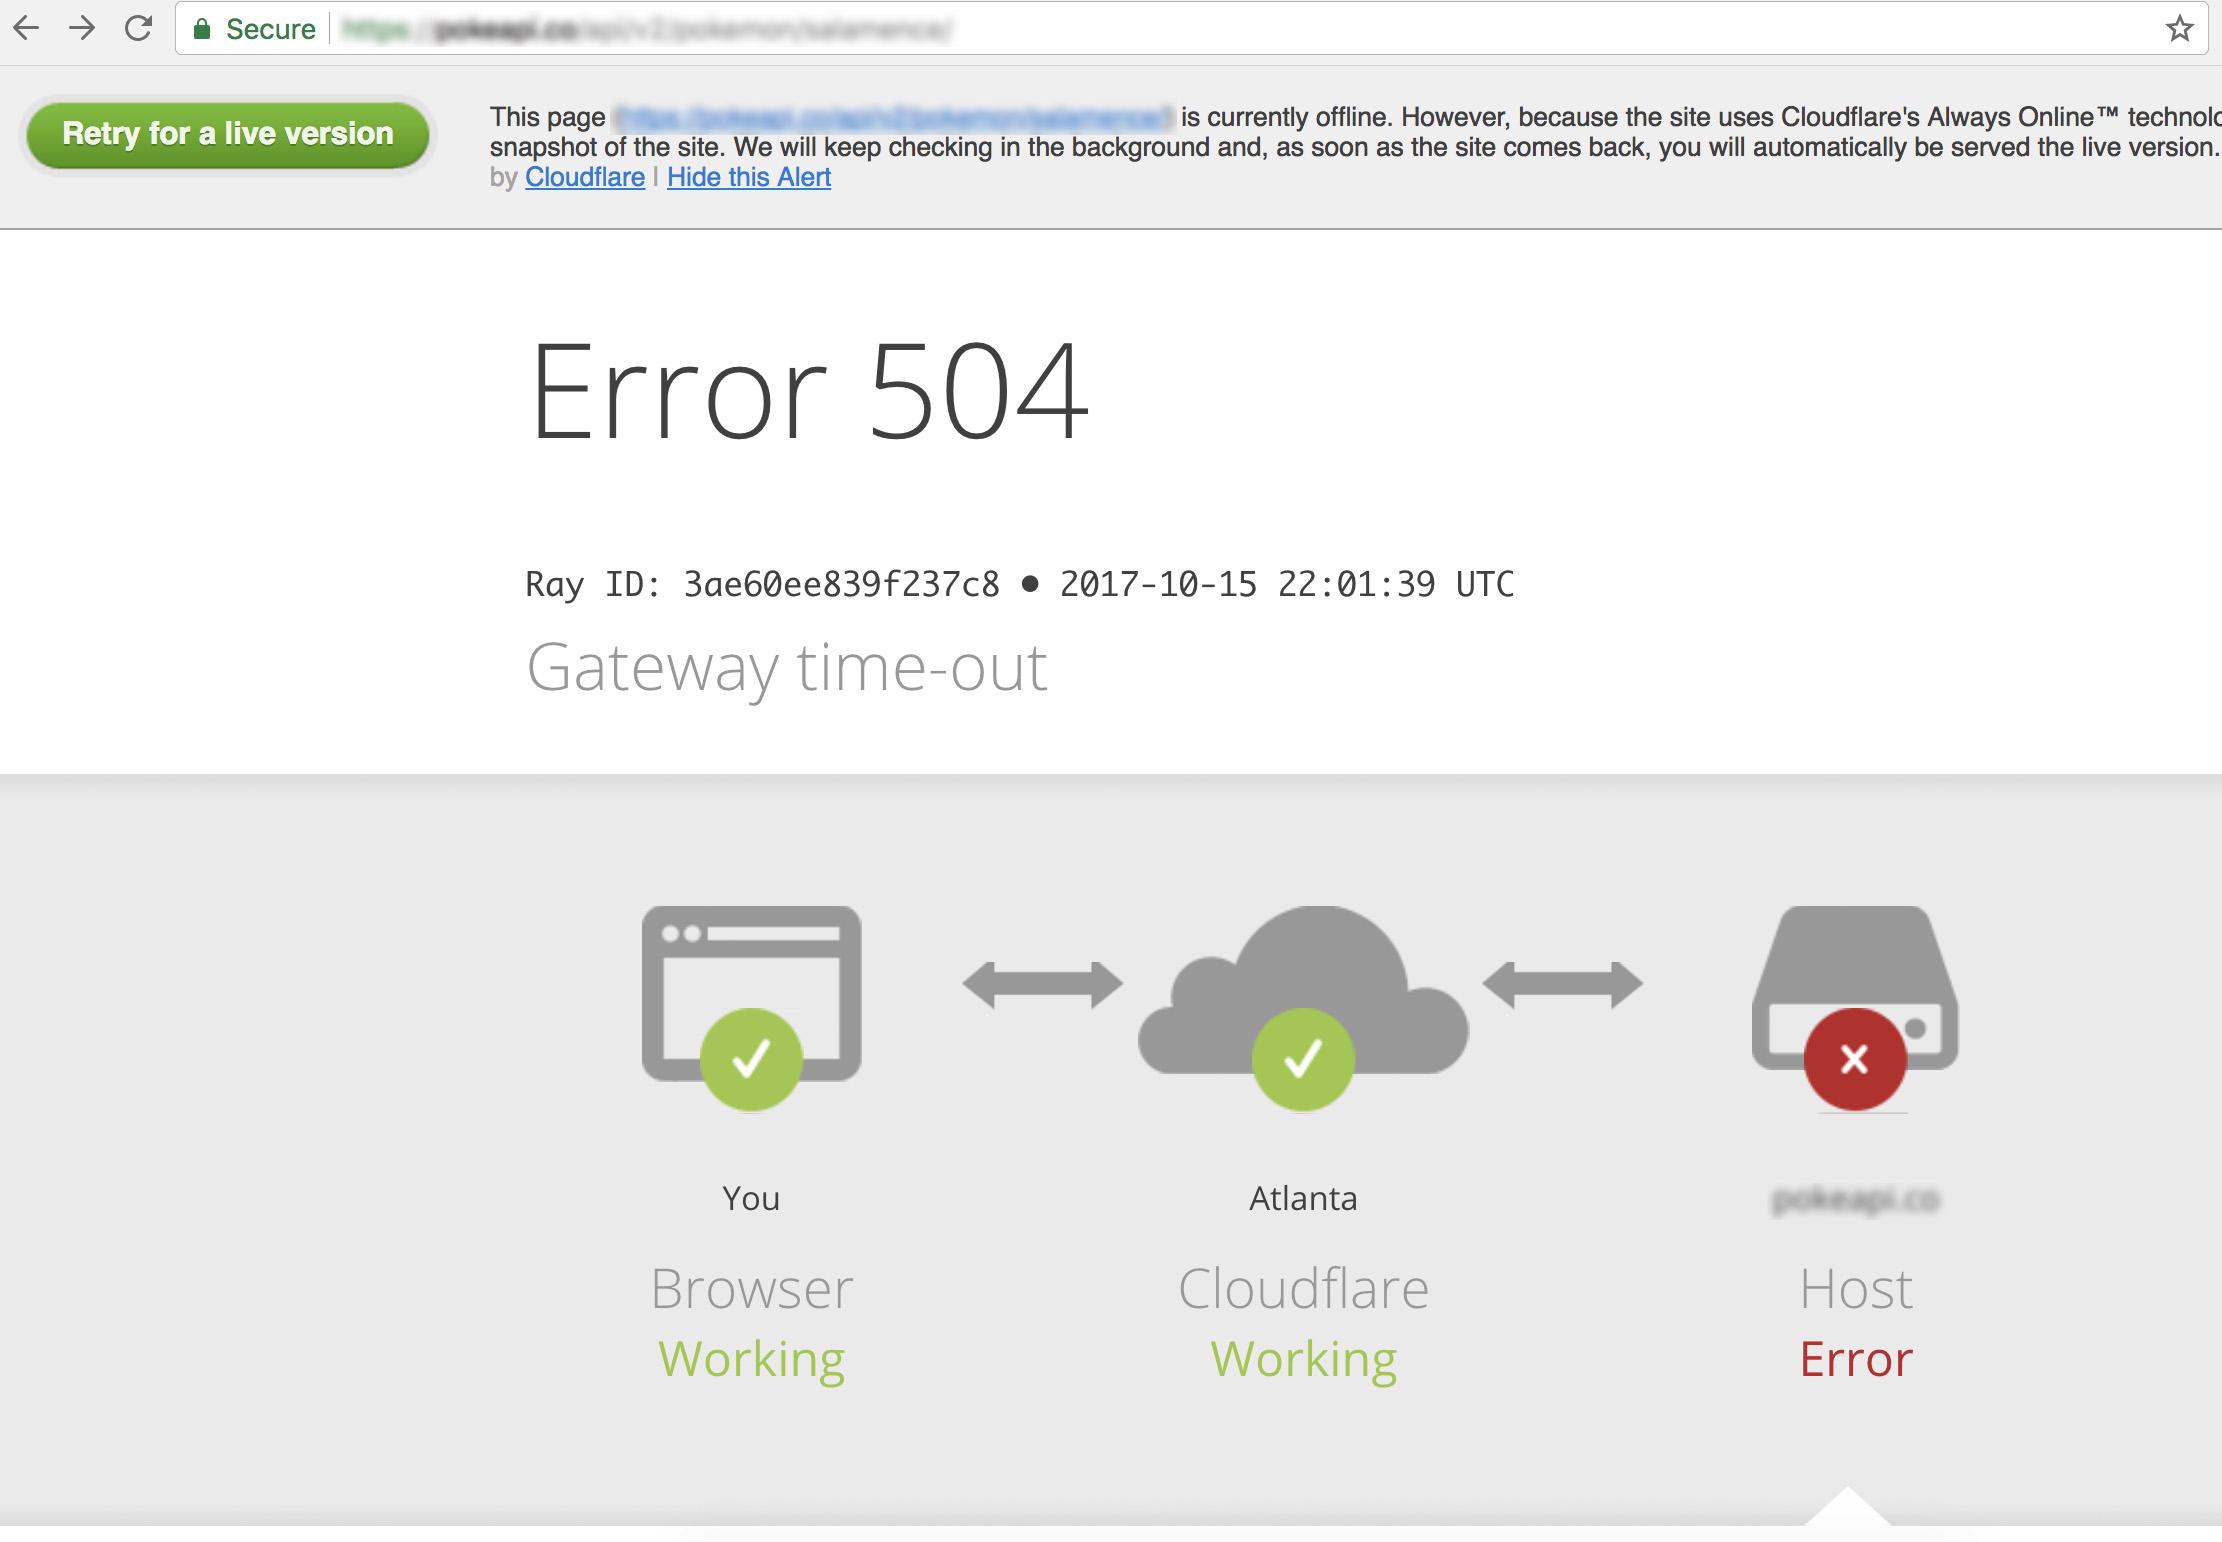 Secure
Retry for a live version
This page is currently offline. However, because the site uses Cloudflare's Always Online™ technolo
snapshot of the site. We will keep checking in the background and, as soon as the site comes back, you will automatically be served the live version.
by Cloudflare | Hide this Alert
Error 504
Ray ID: 3ae60ee839f237c8 • 2017-10-15 22:01:39 UTC
Gateway time-out
You
Atlanta
Browser
Cloudflare
Host
Working
Working
Error